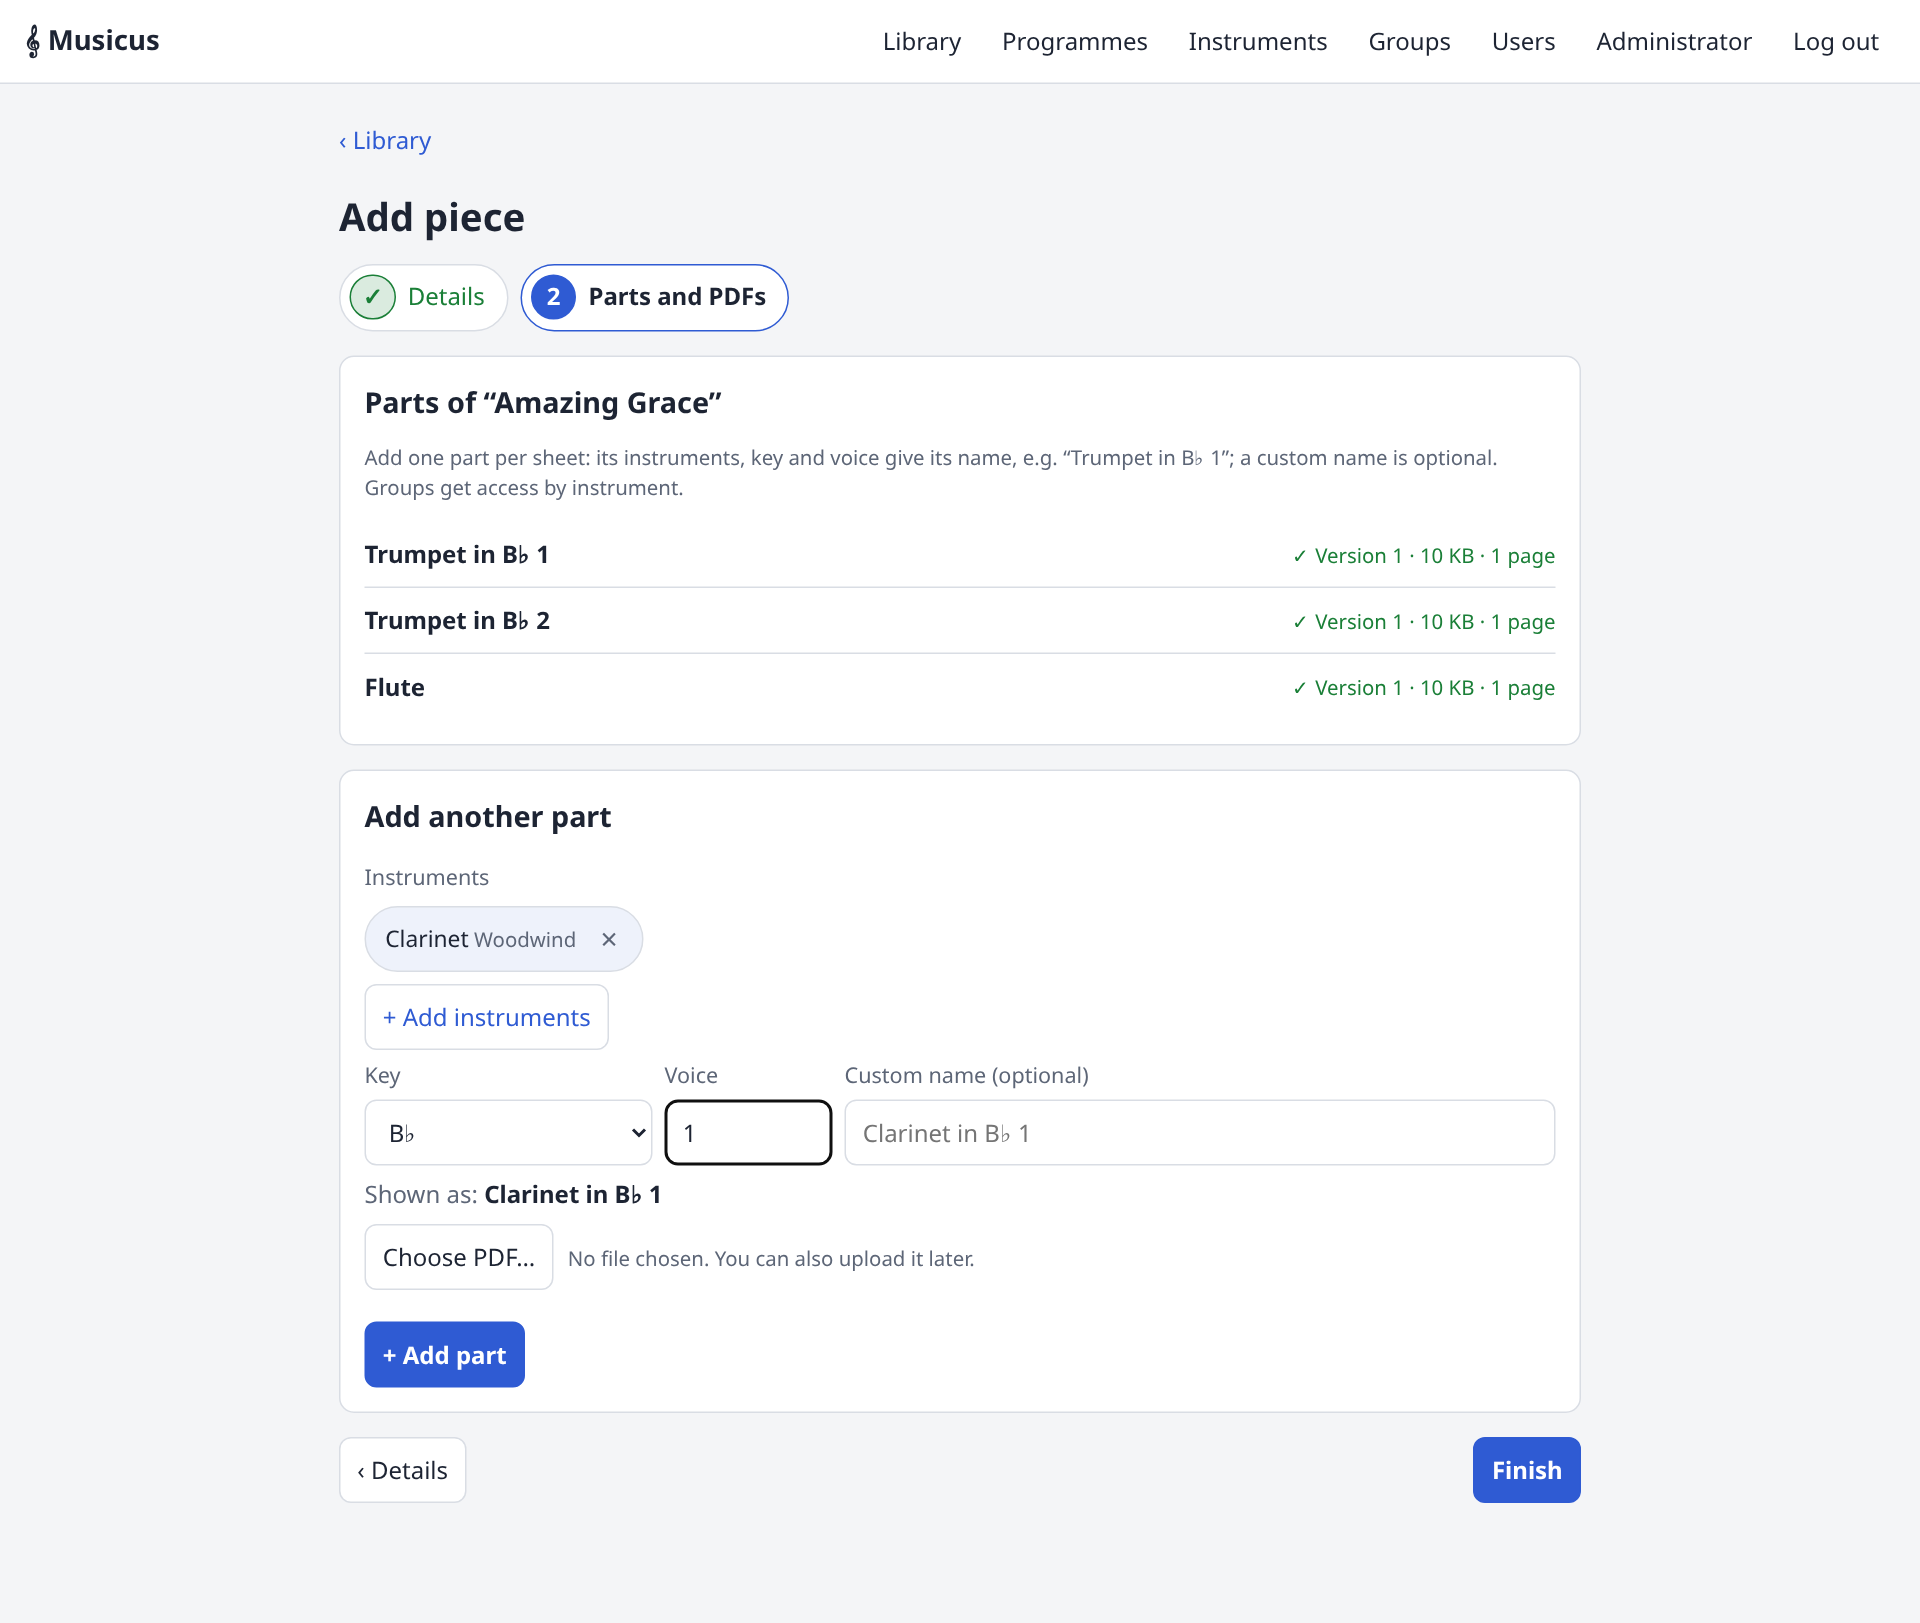 𝄞 Musicus
Library Programmes Instruments Groups Users Administrator Log out
‹ Library
Add piece
✓ Details
2 Parts and PDFs
Parts of “Amazing Grace”
Add one part per sheet: its instruments, key and voice give its name, e.g. “Trumpet in B♭ 1”; a custom name is optional.
Groups get access by instrument.
Trumpet in B♭ 1 ✓ Version 1 · 10 KB · 1 page
Trumpet in B♭ 2 ✓ Version 1 · 10 KB · 1 page
Flute ✓ Version 1 · 10 KB · 1 page
Add another part
Instruments
Clarinet Woodwind ✕
+ Add instruments
Key Voice Custom name (optional)
B♭ 1 Clarinet in B♭ 1
Shown as: Clarinet in B♭ 1
Choose PDF… No file chosen. You can also upload it later.
+ Add part
‹ Details Finish